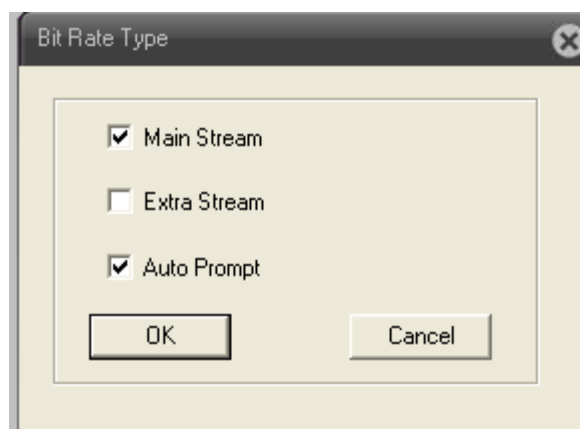 Bit Rate Type
Main Stream
Extra Stream
Auto Prompt
OK Cancel